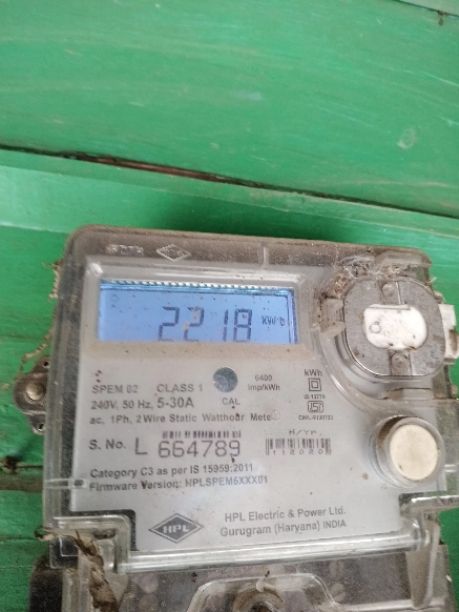 2218 kWh
SPEM 02 CLASS 1
240V, 50 Hz, 5-30A
CAL
6400
imp/kWh
kWh
ac, 1Ph, 2 Wire Static Watthour Meter
S. No. L 664789
Category C3 as per IS 15959:2011
Firmware Version: HPLSPEM6XXX01
M/Yr.
HPL
HPL Electric & Power Ltd.
Gurugram (Haryana) INDIA